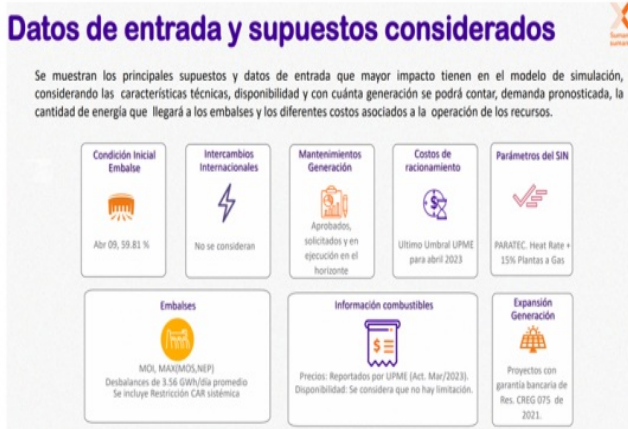 Datos de entrada y supuestos considerados
Se muestran los principales supuestos y datos de entrada que mayor impacto tienen en el modelo de simulación,
considerando las características técnicas, disponibilidad y con cuánta generación se podrá contar, demanda pronosticada, la
cantidad de energía que llegará a los embalses y los diferentes costos asociados a la operación de los recursos.
Condición Inicial
Embalse
Abr 09, 59.81 %
Intercambios
Internacionales
No se consideran
Mantenimientos
Generación
Aprobados,
solicitados y en
ejecución en el
horizonte
Costos de
racionamiento
Ultimo Umbral UPME
para abril 2023
Parámetros del SIN
PARATEC. Heat Rate +
15% Plantas a Gas
Embalses
MOI, MAX(MOS,NEP)
Desbalances de 3.56 GWh/día promedio
Se incluye Restricción CAR sistémica
Información combustibles
Precios: Reportados por UPME (Act. Mar/2023).
Disponibilidad: Se considera que no hay limitación.
Expansión
Generación
Proyectos con
garantía bancaria de
Res. CREG 075 de
2021.